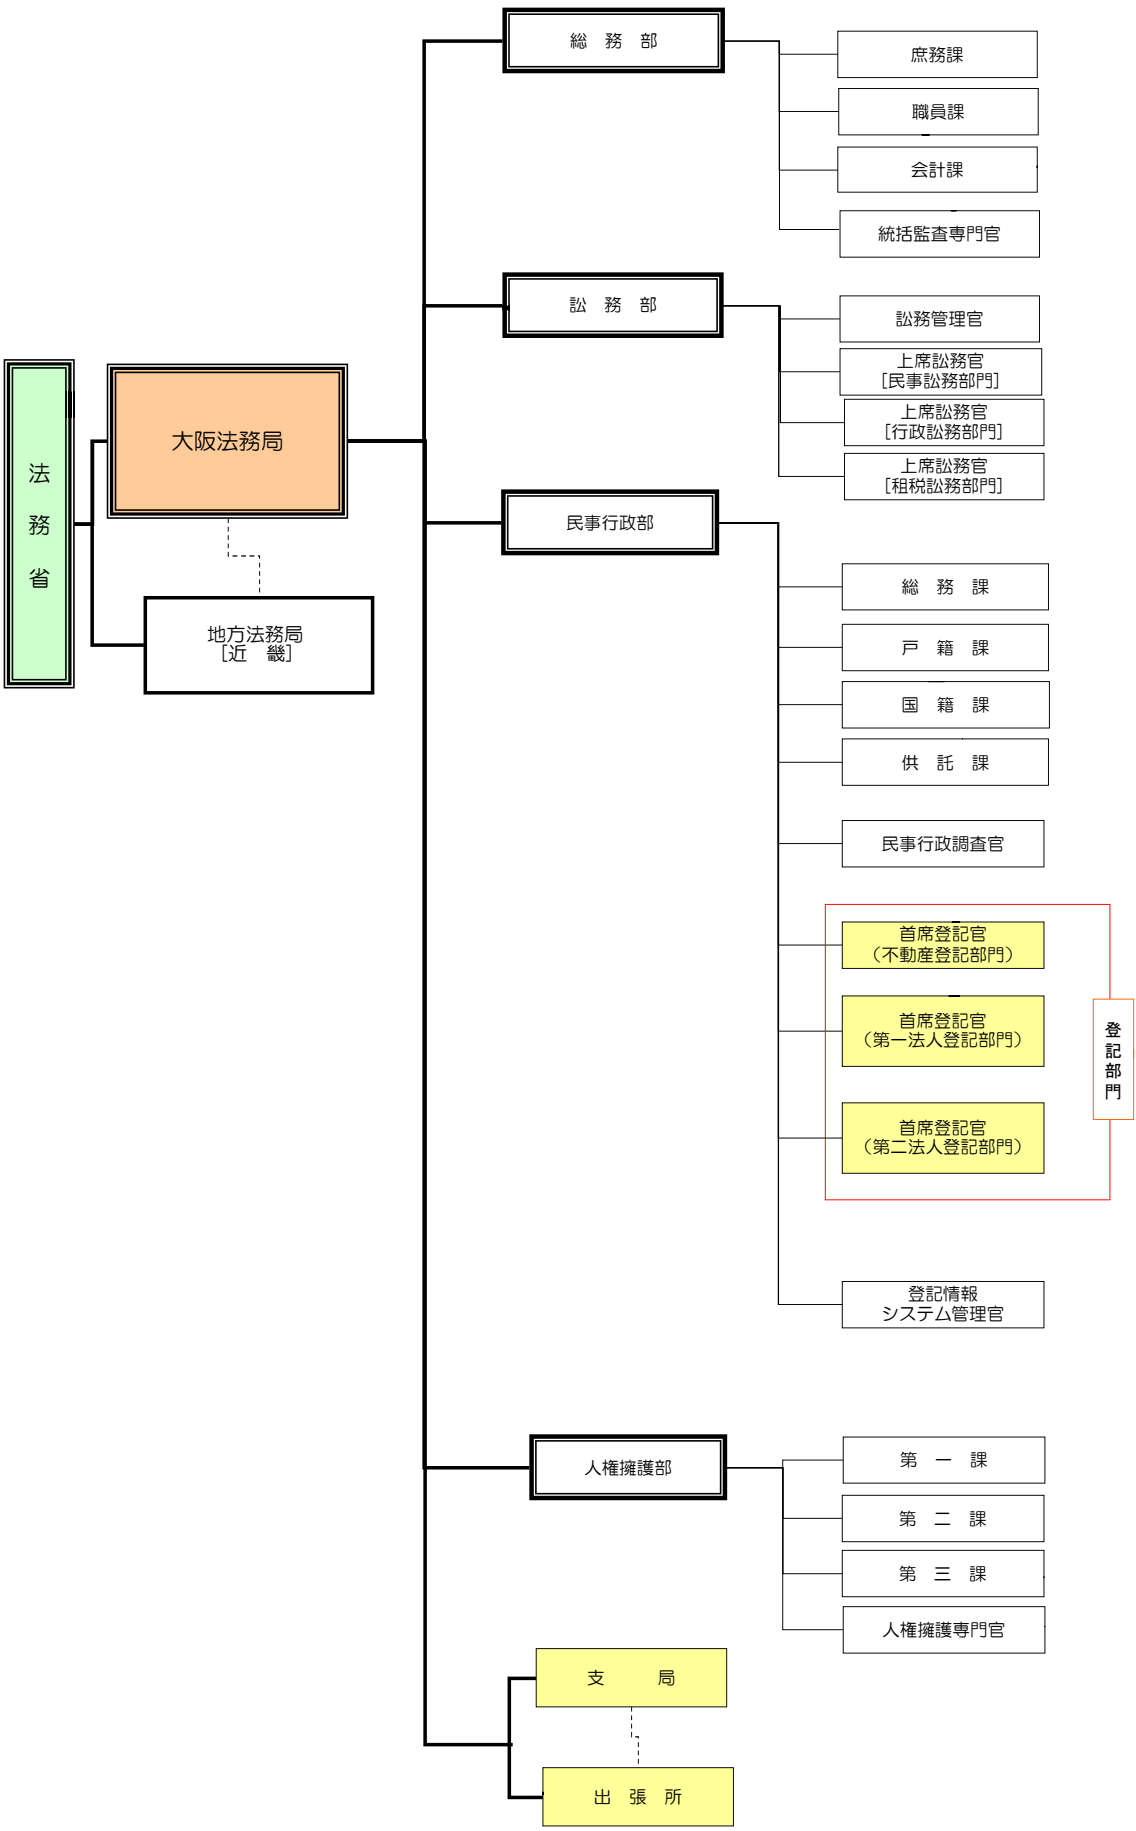 法務省
大阪法務局
地方法務局
[近　畿]
総　務　部
庶務課
職員課
会計課
統括監査専門官
訟　務　部
訟務管理官
上席訟務官
[民事訟務部門]
上席訟務官
[行政訟務部門]
上席訟務官
[租税訟務部門]
民事行政部
総　務　課
戸　籍　課
国　籍　課
供　託　課
民事行政調査官
首席登記官
（不動産登記部門）
首席登記官
（第一法人登記部門）
首席登記官
（第二法人登記部門）
登記部門
登記情報
システム管理官
人権擁護部
第　一　課
第　二　課
第　三　課
人権擁護専門官
支　　　局
出　張　所